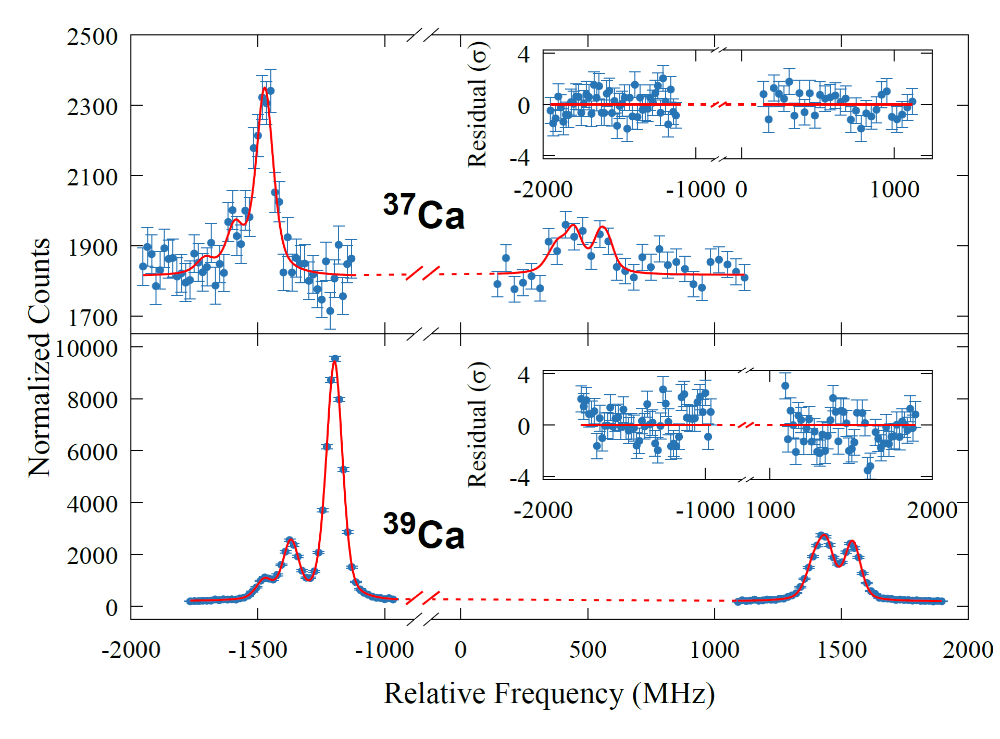 Normalized Counts
2500
2300
2100
1900
1700
³⁷Ca
Residual (σ)
4
0
-4
-2000 -1000 0 1000
10000
8000
6000
4000
2000
0
³⁹Ca
Residual (σ)
4
0
-4
-2000 -1000 1000 2000
-2000 -1500 -1000 0 500 1000 1500 2000
Relative Frequency (MHz)